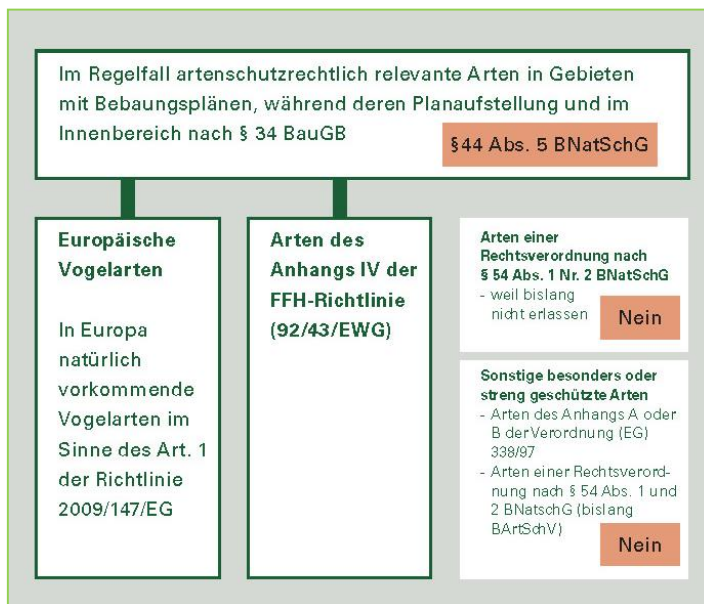 Im Regelfall artenschutzrechtlich relevante Arten in Gebieten
mit Bebaungsplänen, während deren Planaufstellung und im
Innenbereich nach § 34 BauGB
§44 Abs. 5 BNatSchG
Europäische
Vogelarten
In Europa
natürlich
vorkommende
Vogelarten im
Sinne des Art. 1
der Richtlinie
2009/147/EG
Arten des
Anhangs IV der
FFH-Richtlinie
(92/43/EWG)
Arten einer
Rechtsverordnung nach
§ 54 Abs. 1 Nr. 2 BNatSchG
- weil bislang
nicht erlassen
Nein
Sonstige besonders oder
streng geschützte Arten
- Arten des Anhangs A oder
B der Verordnung (EG)
338/97
- Arten einer Rechtsverord-
nung nach § 54 Abs. 1 und
2 BNatschG (bislang
BArtSchV)
Nein